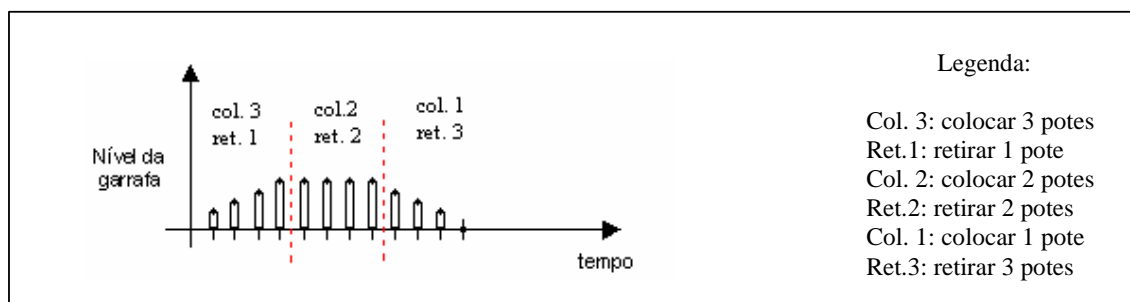 col. 3
ret. 1
col.2
ret. 2
col. 1
ret. 3
Nível da
garrafa
tempo
Legenda:
Col. 3: colocar 3 potes
Ret.1: retirar 1 pote
Col. 2: colocar 2 potes
Ret.2: retirar 2 potes
Col. 1: colocar 1 pote
Ret.3: retirar 3 potes